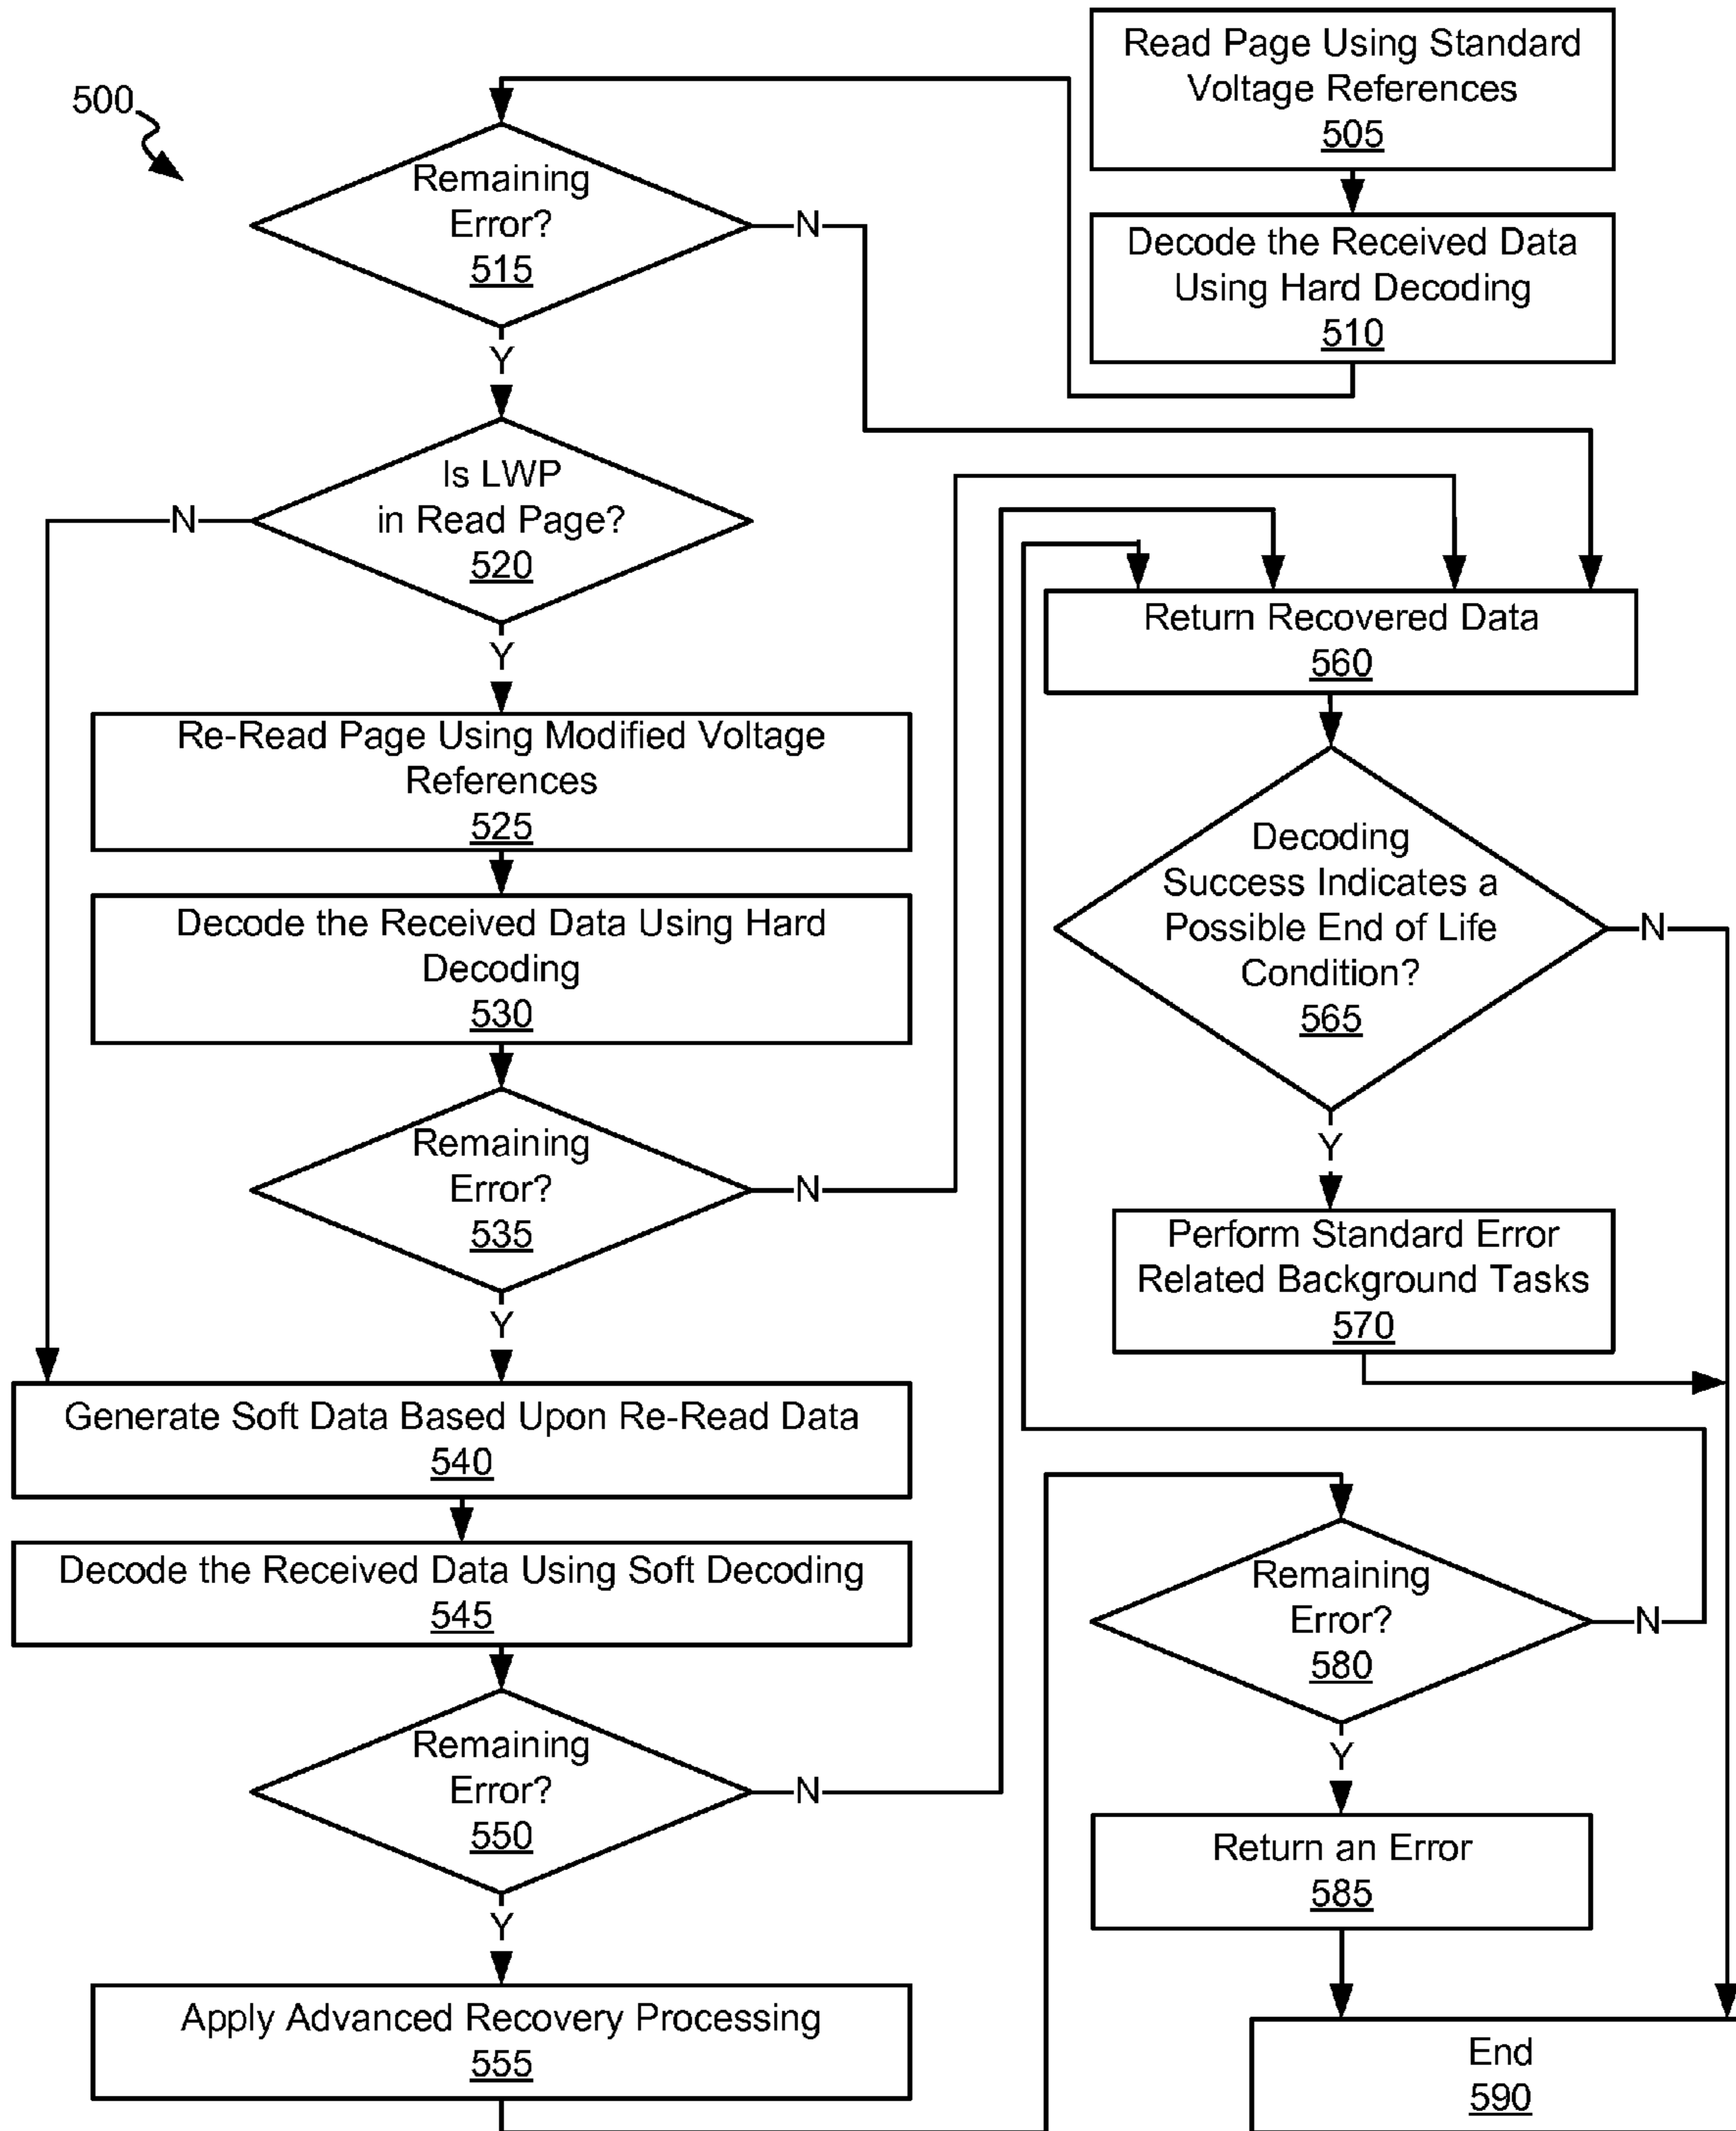 500
Read Page Using Standard
Voltage References
505
Decode the Received Data
Using Hard Decoding
510
Remaining
Error?
515
N
Y
Is LWP
in Read Page?
520
N
Y
Re-Read Page Using Modified Voltage
References
525
Decode the Received Data Using Hard
Decoding
530
Remaining
Error?
535
N
Y
Generate Soft Data Based Upon Re-Read Data
540
Decode the Received Data Using Soft Decoding
545
Remaining
Error?
550
N
Y
Apply Advanced Recovery Processing
555
Return Recovered Data
560
Decoding
Success Indicates a
Possible End of Life
Condition?
565
N
Y
Perform Standard Error
Related Background Tasks
570
Remaining
Error?
580
N
Y
Return an Error
585
End
590